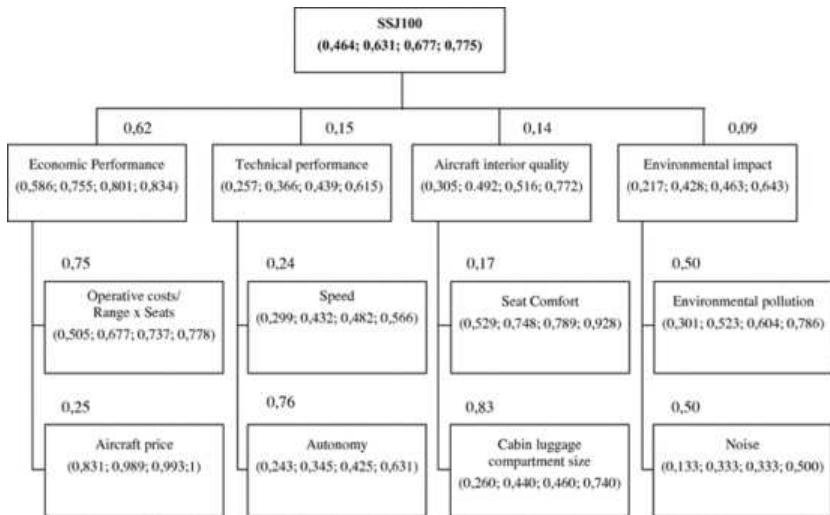 SSJ100
(0,464; 0,631; 0,677; 0,775)
0,62
0,15
0,14
0,09
Economic Performance
(0,586; 0,755; 0,801; 0,834)
Technical performance
(0,257; 0,366; 0,439; 0,615)
Aircraft interior quality
(0,305; 0.492; 0,516; 0,772)
Environmental impact
(0,217; 0,428; 0,463; 0,643)
0,75
0,24
0,17
0,50
Operative costs/
Range x Seats
(0,505; 0,677; 0,737; 0,778)
Speed
(0,299; 0,432; 0,482; 0,566)
Seat Comfort
(0,529; 0,748; 0,789; 0,928)
Environmental pollution
(0,301; 0,523; 0,604; 0,786)
0,25
0,76
0,83
0,50
Aircraft price
(0,831; 0,989; 0,993;1)
Autonomy
(0,243; 0,345; 0,425; 0,631)
Cabin luggage
compartment size
(0,260; 0,440; 0,460; 0,740)
Noise
(0,133; 0,333; 0,333; 0,500)